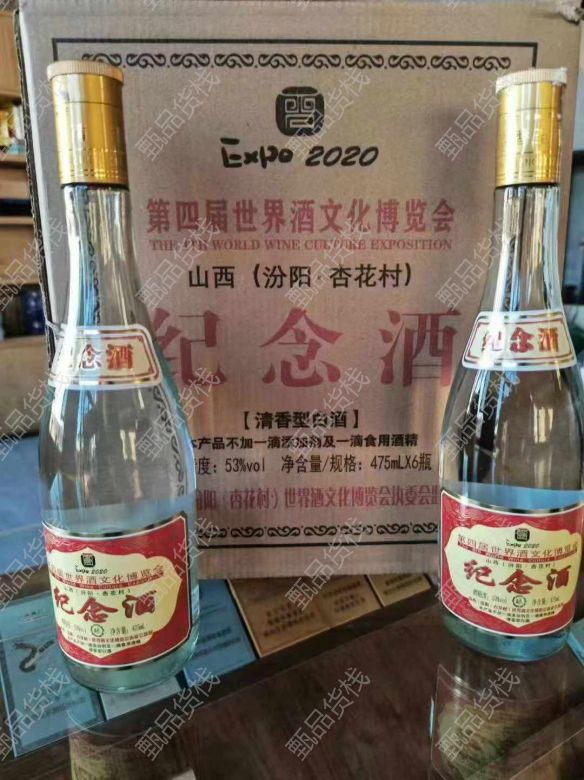 Expo 2020
第四届世界酒文化博览会
THE 4TH WORLD WINE CULTURE EXPOSITION
山西（汾阳·杏花村）
纪念酒
【清香型白酒】
本产品不加一滴添加剂及一滴食用酒精
度：53%vol 净含量/规格：475mLX6瓶
阳（杏花村）世界酒文化博览会执委会
纪念酒
Expo 2020
第四届世界酒文化博览会
山西（汾阳·杏花村）
纪念酒
净含量：475ml
纪念酒
Expo 2020
第四届世界酒文化博览会
山西（汾阳·杏花村）
纪念酒
甄品货栈